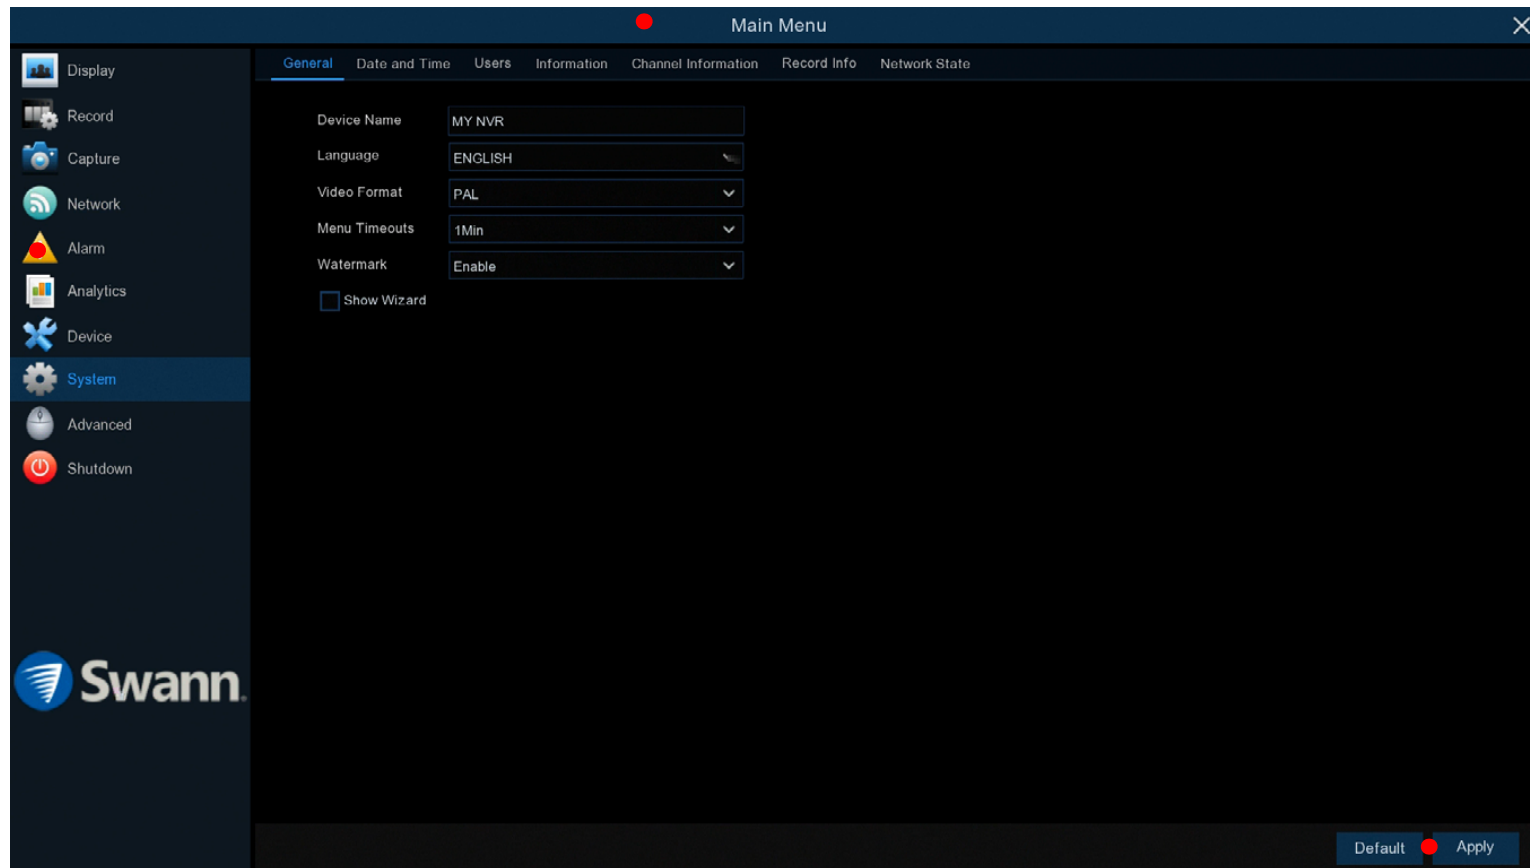 Main Menu
General Date and Time Users Information Channel Information Record Info Network State
Display
Record
Capture
Network
Alarm
Analytics
Device
System
Advanced
Shutdown
Swann.
Device Name MY NVR
Language ENGLISH
Video Format PAL
Menu Timeouts 1Min
Watermark Enable
Show Wizard
Default Apply